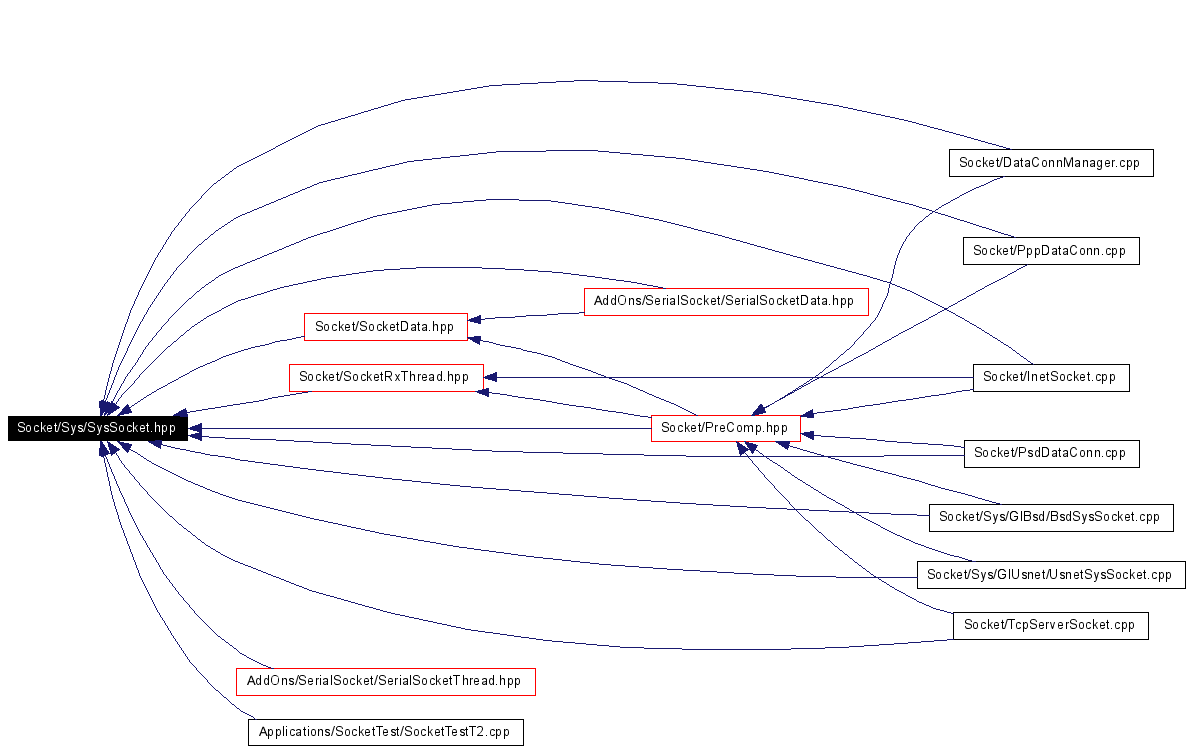 Socket/DataConnManager.cpp
Socket/PppDataConn.cpp
AddOns/SerialSocket/SerialSocketData.hpp
Socket/SocketData.hpp
Socket/SocketRxThread.hpp
Socket/InetSocket.cpp
Socket/Sys/SysSocket.hpp
Socket/PreComp.hpp
Socket/PsdDataConn.cpp
Socket/Sys/GIBsd/BsdSysSocket.cpp
Socket/Sys/GIUsnet/UsnetSysSocket.cpp
Socket/TcpServerSocket.cpp
AddOns/SerialSocket/SerialSocketThread.hpp
Applications/SocketTest/SocketTestT2.cpp